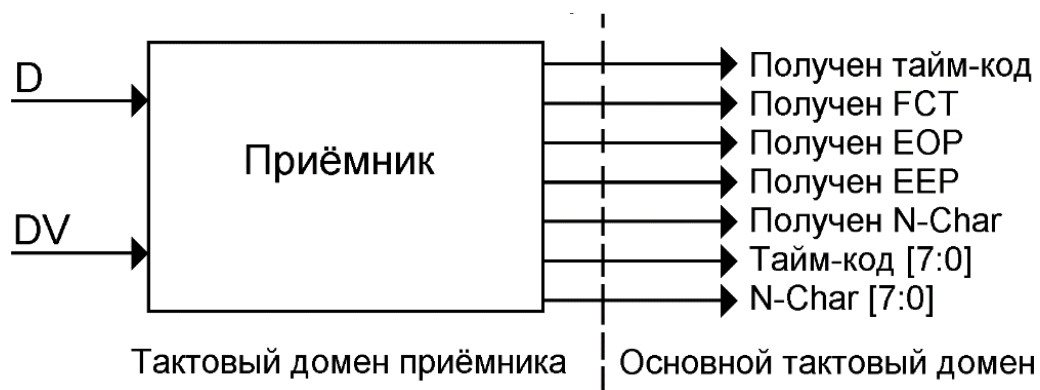 D
DV
Приёмник
Получен тайм-код
Получен FCT
Получен EOP
Получен EEP
Получен N-Char
Тайм-код [7:0]
N-Char [7:0]
Тактовый домен приёмника
Основной тактовый домен